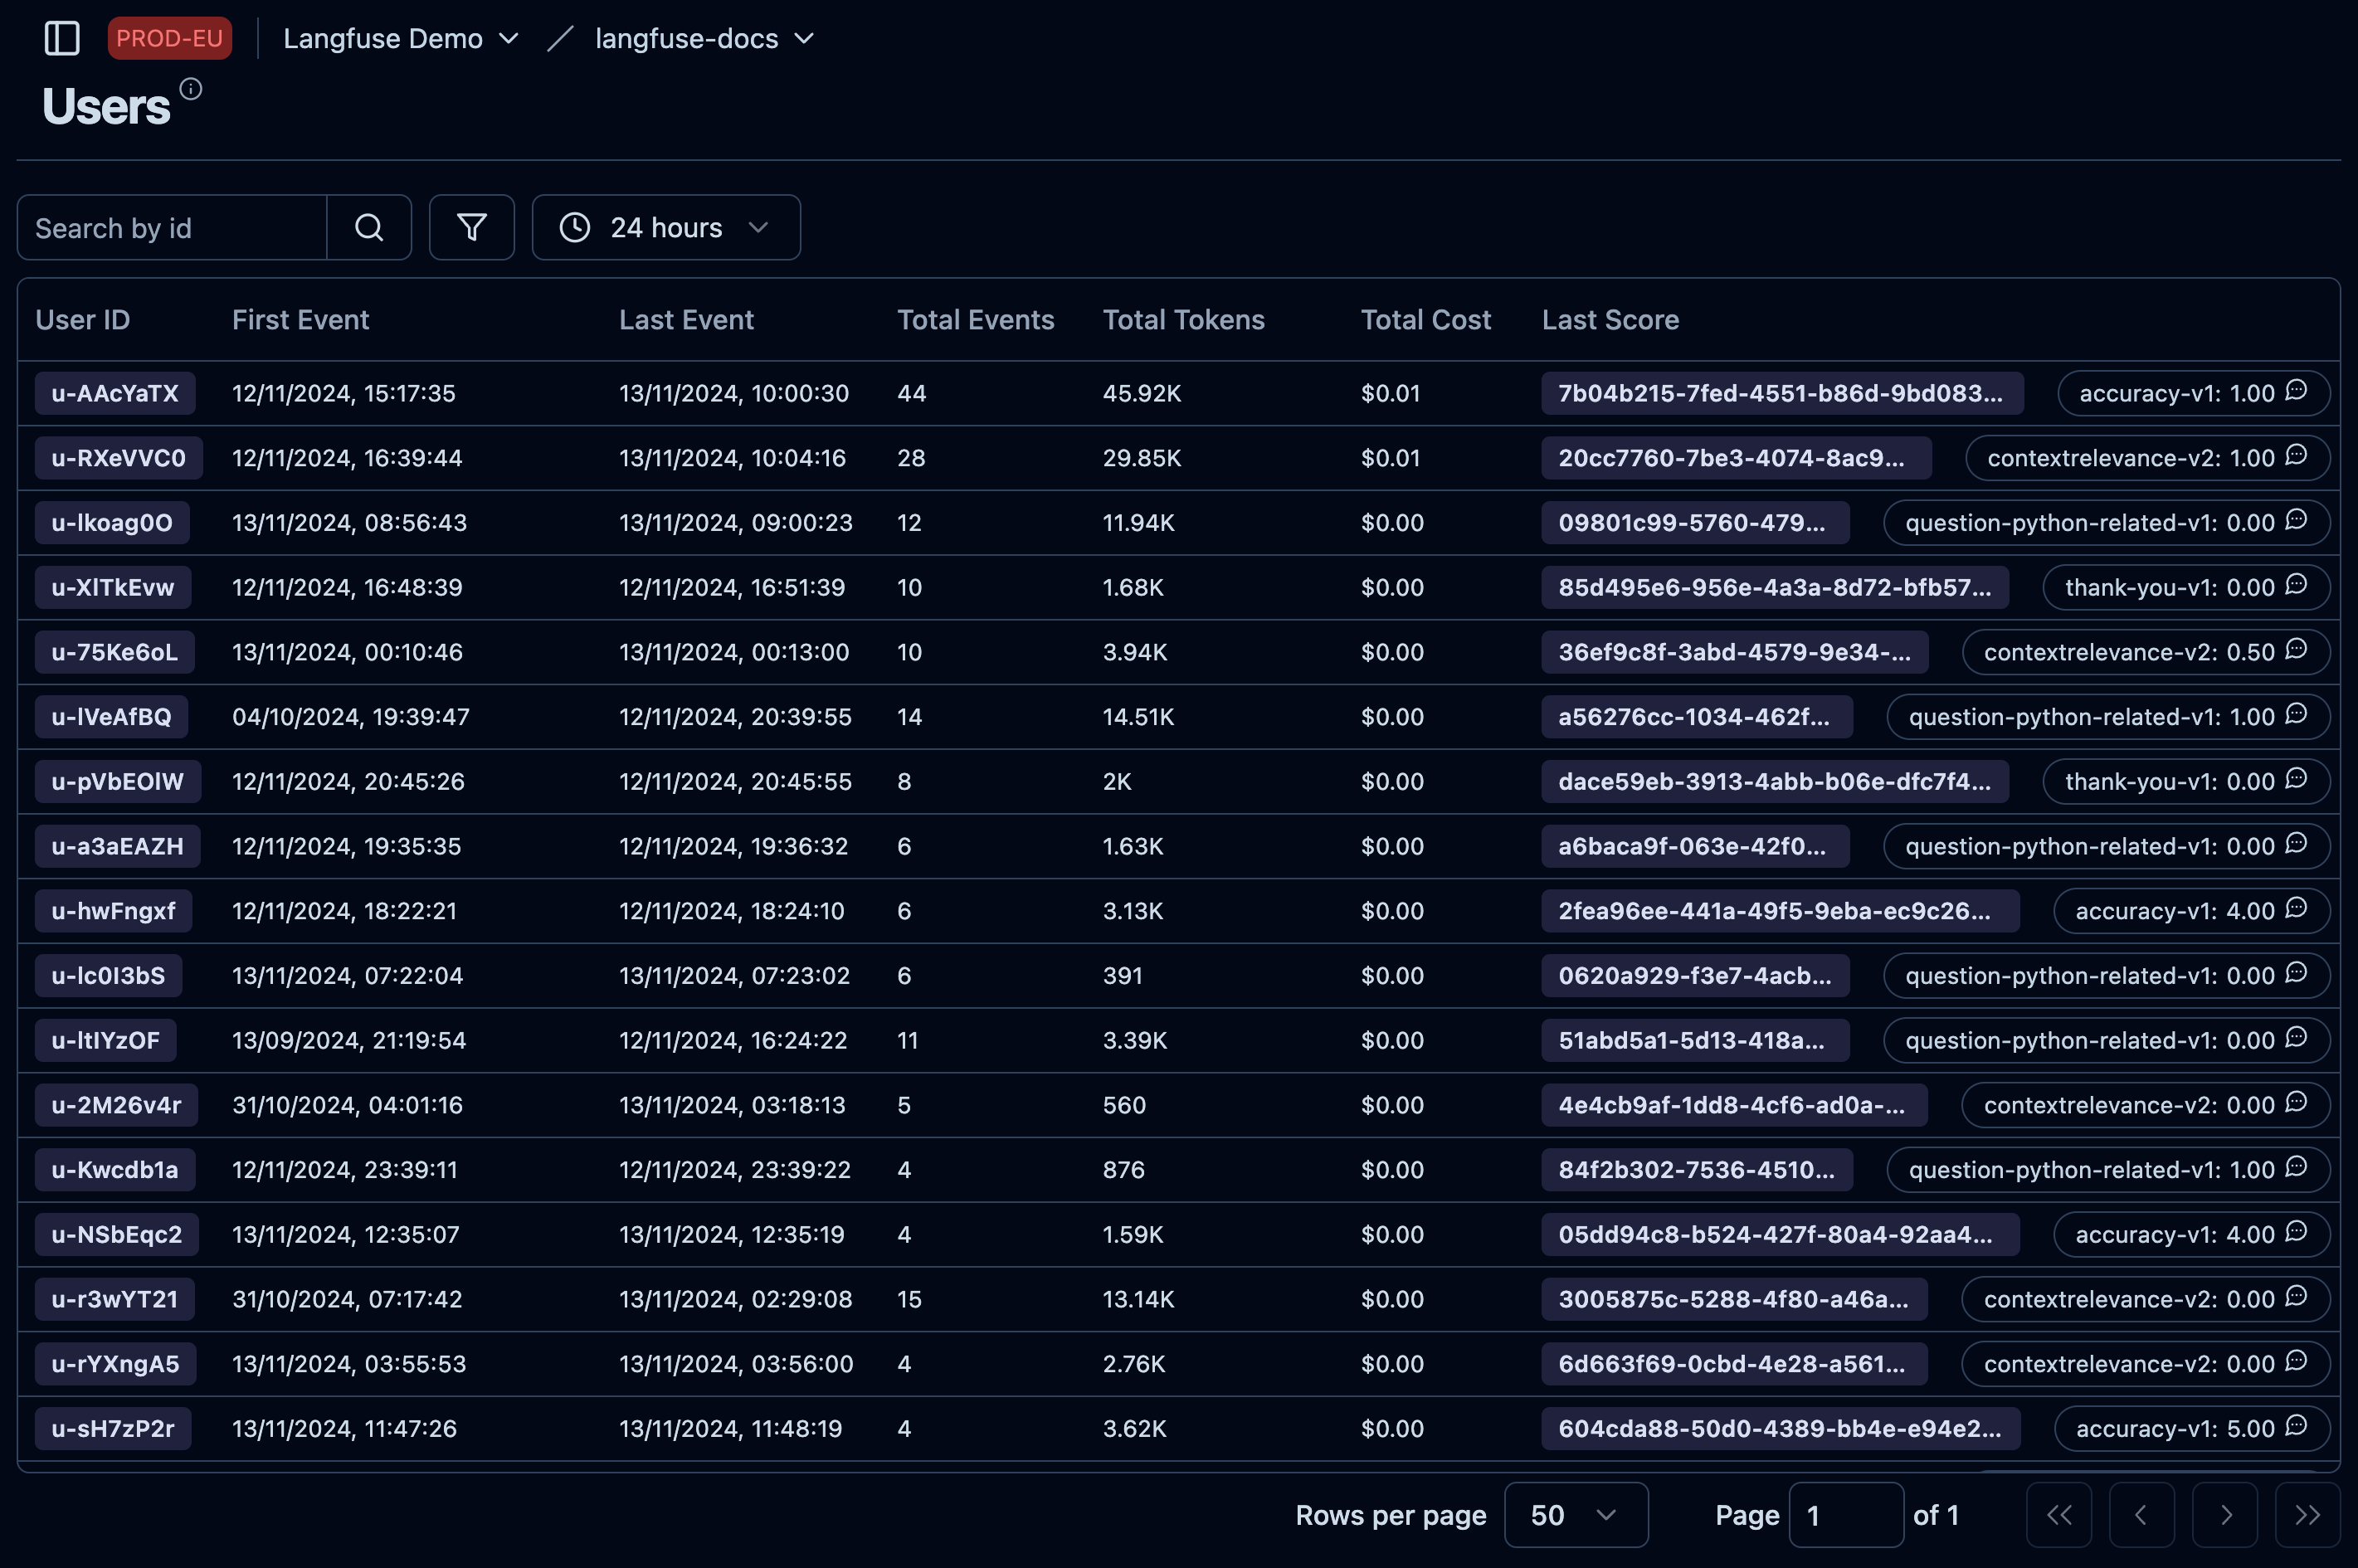 PROD-EU Langfuse Demo / langfuse-docs
Users
Search by id 24 hours
User ID First Event Last Event Total Events Total Tokens Total Cost Last Score
u-AAcYaTX 12/11/2024, 15:17:35 13/11/2024, 10:00:30 44 45.92K $0.01 7b04b215-7fed-4551-b86d-9bd083... accuracy-v1: 1.00
u-RXeVVC0 12/11/2024, 16:39:44 13/11/2024, 10:04:16 28 29.85K $0.01 20cc7760-7be3-4074-8ac9... contextrelevance-v2: 1.00
u-lkoag0O 13/11/2024, 08:56:43 13/11/2024, 09:00:23 12 11.94K $0.00 09801c99-5760-479... question-python-related-v1: 0.00
u-XlTkEvw 12/11/2024, 16:48:39 12/11/2024, 16:51:39 10 1.68K $0.00 85d495e6-956e-4a3a-8d72-bfb57... thank-you-v1: 0.00
u-75Ke6oL 13/11/2024, 00:10:46 13/11/2024, 00:13:00 10 3.94K $0.00 36ef9c8f-3abd-4579-9e34-... contextrelevance-v2: 0.50
u-lVeAfBQ 04/10/2024, 19:39:47 12/11/2024, 20:39:55 14 14.51K $0.00 a56276cc-1034-462f... question-python-related-v1: 1.00
u-pVbEOlW 12/11/2024, 20:45:26 12/11/2024, 20:45:55 8 2K $0.00 dace59eb-3913-4abb-b06e-dfc7f4... thank-you-v1: 0.00
u-a3aEAZH 12/11/2024, 19:35:35 12/11/2024, 19:36:32 6 1.63K $0.00 a6baca9f-063e-42f0... question-python-related-v1: 0.00
u-hwFngxf 12/11/2024, 18:22:21 12/11/2024, 18:24:10 6 3.13K $0.00 2fea96ee-441a-49f5-9eba-ec9c26... accuracy-v1: 4.00
u-lc0I3bS 13/11/2024, 07:22:04 13/11/2024, 07:23:02 6 391 $0.00 0620a929-f3e7-4acb... question-python-related-v1: 0.00
u-ltIYzOF 13/09/2024, 21:19:54 12/11/2024, 16:24:22 11 3.39K $0.00 51abd5a1-5d13-418a... question-python-related-v1: 0.00
u-2M26v4r 31/10/2024, 04:01:16 13/11/2024, 03:18:13 5 560 $0.00 4e4cb9af-1dd8-4cf6-ad0a-... contextrelevance-v2: 0.00
u-Kwcdb1a 12/11/2024, 23:39:11 12/11/2024, 23:39:22 4 876 $0.00 84f2b302-7536-4510... question-python-related-v1: 1.00
u-NSbEqc2 13/11/2024, 12:35:07 13/11/2024, 12:35:19 4 1.59K $0.00 05dd94c8-b524-427f-80a4-92aa4... accuracy-v1: 4.00
u-r3wYT21 31/10/2024, 07:17:42 13/11/2024, 02:29:08 15 13.14K $0.00 3005875c-5288-4f80-a46a... contextrelevance-v2: 0.00
u-rYXngA5 13/11/2024, 03:55:53 13/11/2024, 03:56:00 4 2.76K $0.00 6d663f69-0cbd-4e28-a561... contextrelevance-v2: 0.00
u-sH7zP2r 13/11/2024, 11:47:26 13/11/2024, 11:48:19 4 3.62K $0.00 604cda88-50d0-4389-bb4e-e94e2... accuracy-v1: 5.00
Rows per page 50 Page 1 of 1